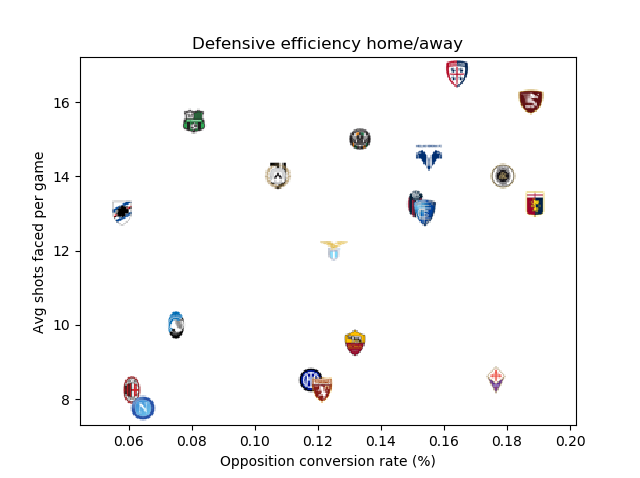 Defensive efficiency home/away
Avg shots faced per game
16
14
12
10
8
0.06 0.08 0.10 0.12 0.14 0.16 0.18 0.20
Opposition conversion rate (%)